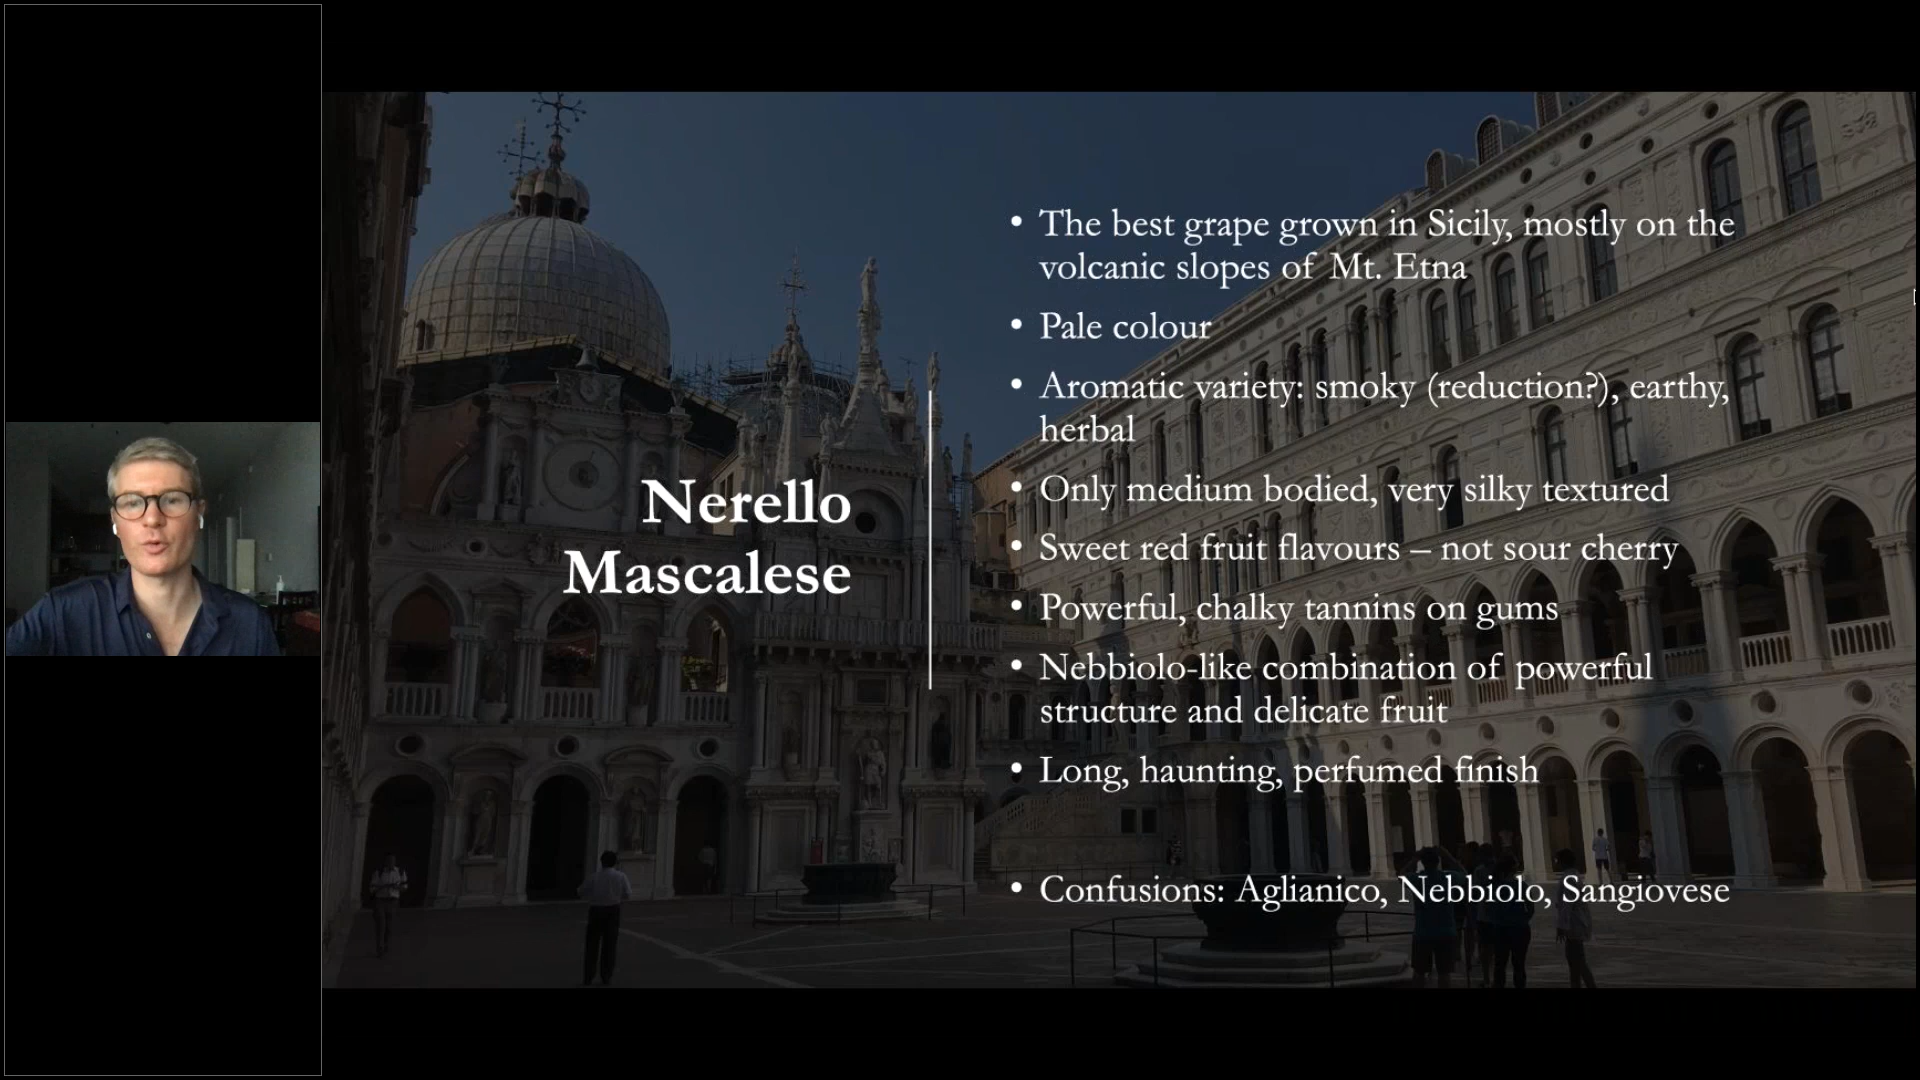 Nerello
Mascalese
• The best grape grown in Sicily, mostly on the
volcanic slopes of Mt. Etna
• Pale colour
• Aromatic variety: smoky (reduction?), earthy,
herbal
• Only medium bodied, very silky textured
• Sweet red fruit flavours – not sour cherry
• Powerful, chalky tannins on gums
• Nebbiolo-like combination of powerful
structure and delicate fruit
• Long, haunting, perfumed finish
• Confusions: Aglianico, Nebbiolo, Sangiovese